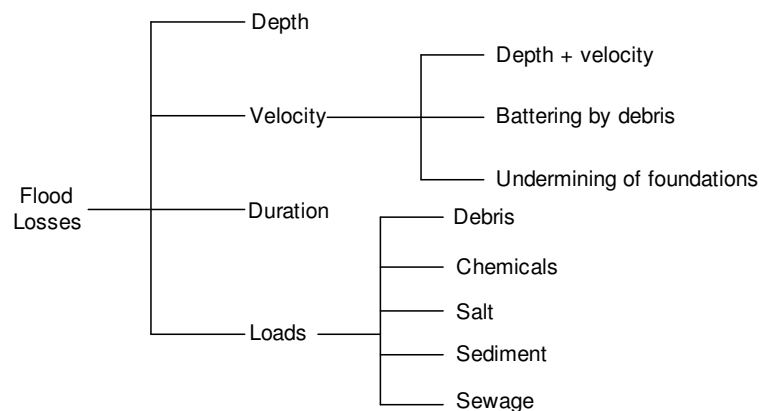 Flood
Losses
Depth
Velocity
Duration
Loads
Depth + velocity
Battering by debris
Undermining of foundations
Debris
Chemicals
Salt
Sediment
Sewage